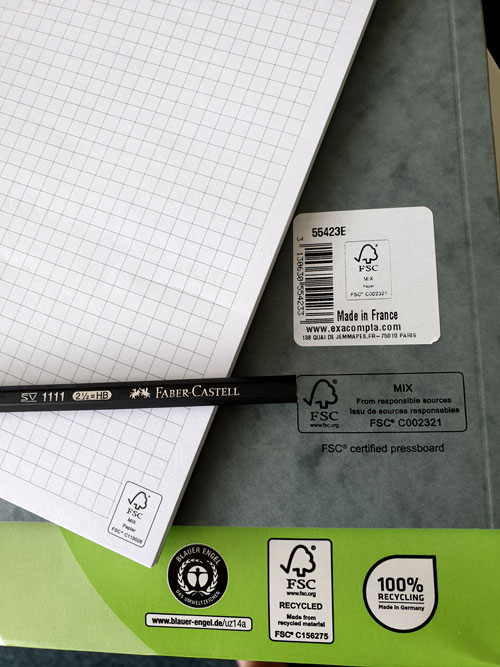 55423E
3 130630 554233
FSC
MIX
Papier
FSC® C002321
Made in France
www.exacompta.com
138 QUAI DE JEMMAPES,FR-75010 PARIS
SV 1111 2½=HB FABER-CASTELL
FSC
www.fsc.org
MIX
From responsible sources
Issu de sources responsables
FSC® C002321
FSC® certified pressboard
FSC
MIX
Papier
BLAUER ENGEL
DAS UMWELTZEICHEN
www.blauer-engel.de/uz14a
FSC
www.fsc.org
RECYCLED
Made from
recycled material
FSC® C156275
100%
RECYCLING
Made in Germany